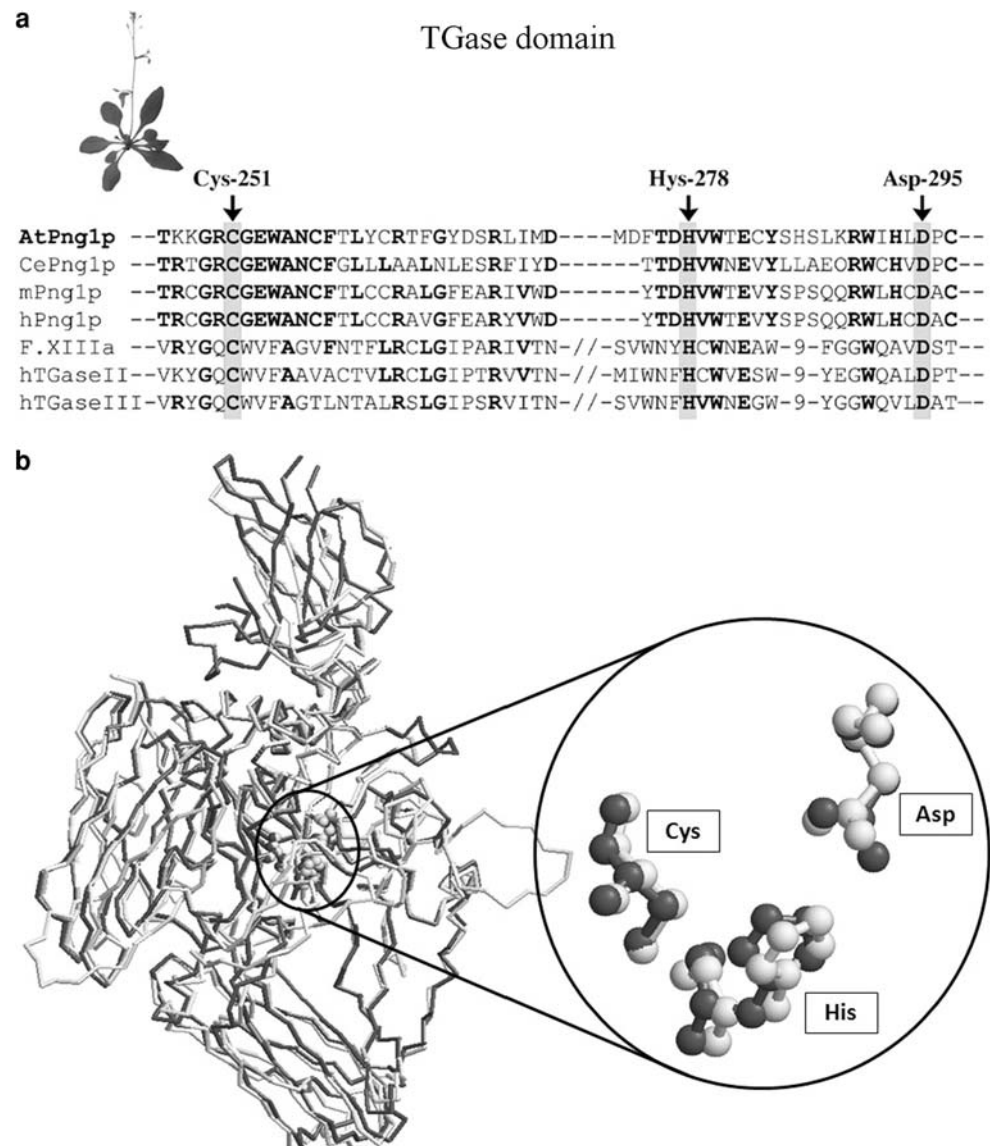 a
TGase domain
Cys-251 Hys-278 Asp-295
AtPng1p --TKKGRCGEWANCFTLYCRTFGYDSRLIMD-----MDFTDHVWTECYSHSLKRWIHLDPC--
CePng1p --TRTGRCGEWANCFGLLLAALNLESRFIYD------TTDHVWNEVYLLAEQRWCHVDPC--
mPng1p --TRCGRCGEWANCFTLCCRALGFEARIVWD------YTDHVWTEVYSPSQQRWLHCDAC--
hPng1p --TRCGRCGEWANCFTLCCRAVGFEARYVWD------YTDHVWTEVYSPSQQRWLHCDAC--
F.XIIIa --VRYGQCWVFAGVFNTFLRCLGIPARIVTN-//-SVWNYHCWNEAW-9-FGGWQAVDST--
hTGaseII --VKYGQCWVFAAVACTVLRCLGIPTRVVTN-//-MIWNFHCWVESW-9-YEGWQALDPT--
hTGaseIII--VRYGQCWVFAGTLNTALRSLGIPSRVITN-//-SVWNFHVWNEGW-9-YGGWQVLDAT--
b
Cys
Asp
His